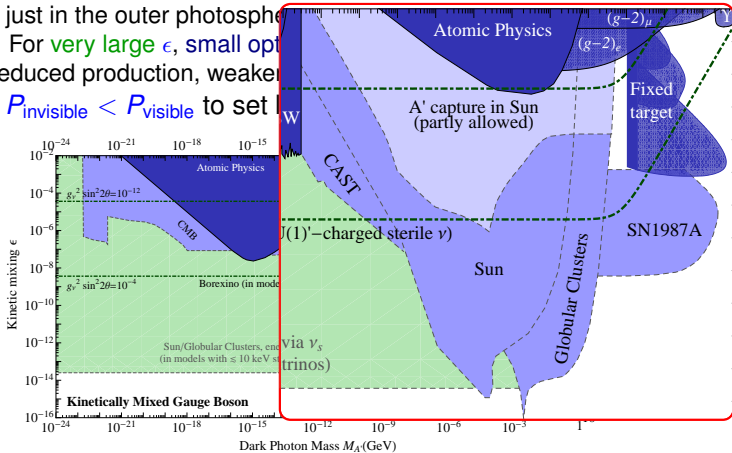 just in the outer photosphe
For very large ϵ, small opt
educed production, weake
P_invisible < P_visible to set
10^-24 10^-21 10^-18 10^-15
10^-2
10^-4
10^-6
10^-8
10^-10
10^-12
10^-14
10^-16
Kinetic mixing ϵ
Atomic Physics
g_ν^2 sin^2 2θ=10^-12
CMB
g_ν^2 sin^2 2θ=10^-4
Borexino (in mode
Sun/Globular Clusters, ene
(in models with ≤ 10 keV st
Kinetically Mixed Gauge Boson
Atomic Physics
(g-2)_μ
(g-2)_e
Y
W
Fixed
target
A' capture in Sun
(partly allowed)
CAST
J(1)'-charged sterile ν)
SN1987A
Sun
Globular Clusters
via ν_s
trinos)
10^-24 10^-21 10^-18 10^-15 10^-12 10^-9 10^-6 10^-3 1
Dark Photon Mass M_A' (GeV)